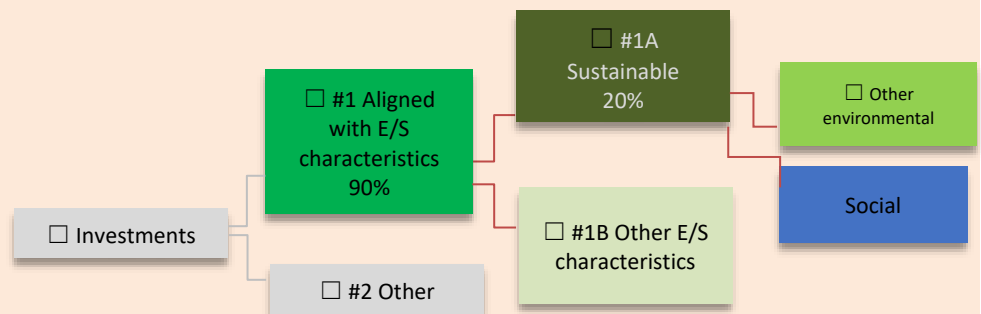 ☐ Investments
☐ #1 Aligned
with E/S
characteristics
90%
☐ #2 Other
☐ #1A
Sustainable
20%
☐ #1B Other E/S
characteristics
☐ Other
environmental
Social